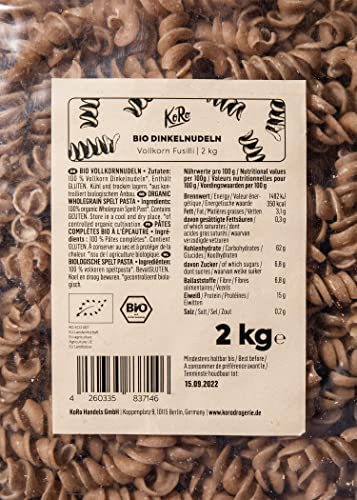 KoRo
BIO DINKELNUDELN
Vollkorn Fusilli | 2 kg
BIO VOLLKORNNUDELN • Zutaten:
100 % Vollkorn Dinkelnudeln*. Enthält
GLUTEN. Kühl und trocken lagern. *aus kon-
trolliert biologischem Anbau. • ORGANIC
WHOLEGRAIN SPELT PASTA • Ingredients:
100% organic Wholegrain Spelt Pasta*. Contains
GLUTEN. Store in a cool and dry place. *of
controlled organic cultivation. • PÂTES
COMPLÈTES BIO À L'ÉPEAUTRE • Ingrédi-
ents : 100 % Pâtes complètes*. Contient
GLUTEN. A conserver au sec et à protéger de la
chaleur. *issu de l'agriculture biologique. •
BIOLOGISCHE SPELT PASTA • Ingrediënten:
100 % volkoren speltpasta*. Bevat GLUTEN.
Koel en droog bewaren. *gecontroleerd biologi-
sch.
Nährwerte pro 100 g / Nutritional values
per 100g / Valeurs nutritionnelles pour
100 g / Voedingswaarden per 100 g
Brennwert / Energy / Valeur éner- 1482 kJ
gétique / Energetische waarde 350 kcal
Fett / Fat / Matières grasses / Vetten 3,1 g
davon gesättigte Fettsäuren / 0,3 g
of which saturates / dont
acides gras saturés / waarvan
verzadigde vetzuren
Kohlenhydrate / Carbohydrates / 62 g
Glucides / Koolhydraten
davon Zucker / of which sugars / 6,8 g
dont sucres / waarvan suiker
Ballaststoffe / Fibre / Fibres 6,8 g
alimentaires / Vezels
Eiweiß / Protein / Protéines / 15 g
Eiwitten
Salz / Salt / Sel / Zout 0,2 g
BIO
2 kg ℮
Mindestens haltbar bis / Best before /
A consommer de préférence avant le /
Tenminste houdbaar tot:
15.09.2022
4 260335 837146
KoRo Handels GmbH | Koppenplatz 9, 10115 Berlin, Germany | www.korodrogerie.de